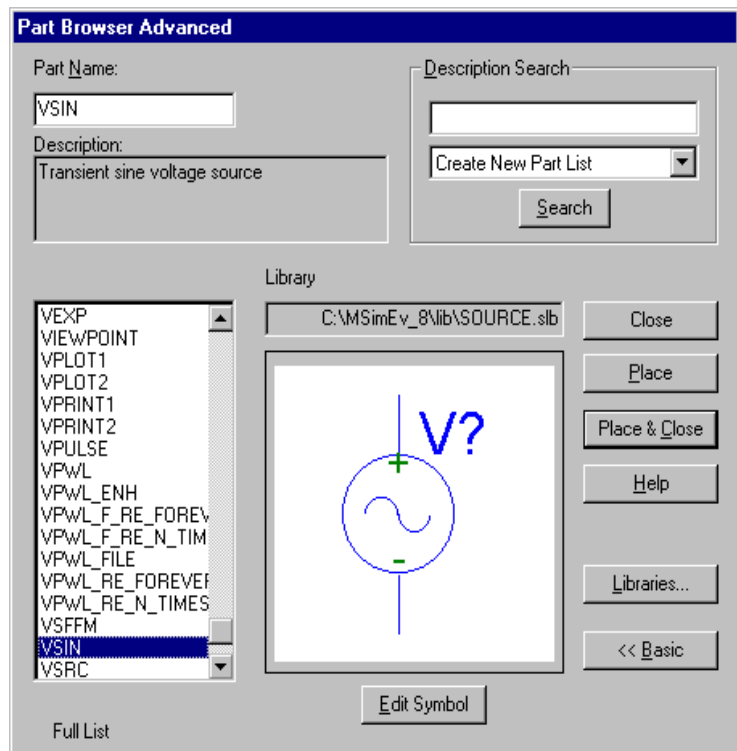 Part Browser Advanced
Part Name:
VSIN
Description:
Transient sine voltage source
Description Search
Create New Part List
Search
Library
C:\MSimEv_8\lib\SOURCE.slb
VEXP
VIEWPOINT
VPLOT1
VPLOT2
VPRINT1
VPRINT2
VPULSE
VPWL
VPWL_ENH
VPWL_F_RE_FOREV
VPWL_F_RE_N_TIM
VPWL_FILE
VPWL_RE_FOREVE
VPWL_RE_N_TIMES
VSFFM
VSIN
VSRC
Full List
V?
+
-
Edit Symbol
Close
Place
Place & Close
Help
Libraries...
<< Basic